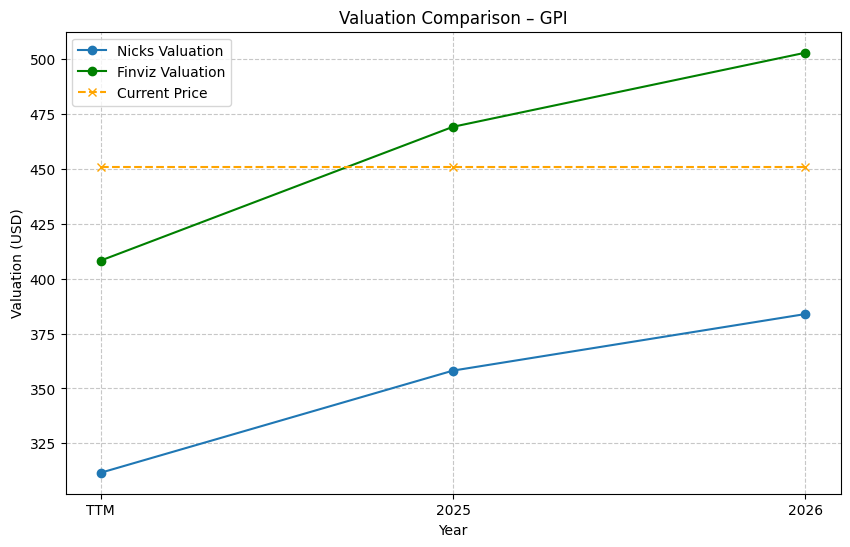 Valuation Comparison – GPI
Nicks Valuation
Finviz Valuation
Current Price
Valuation (USD)
500
475
450
425
400
375
350
325
TTM
2025
2026
Year